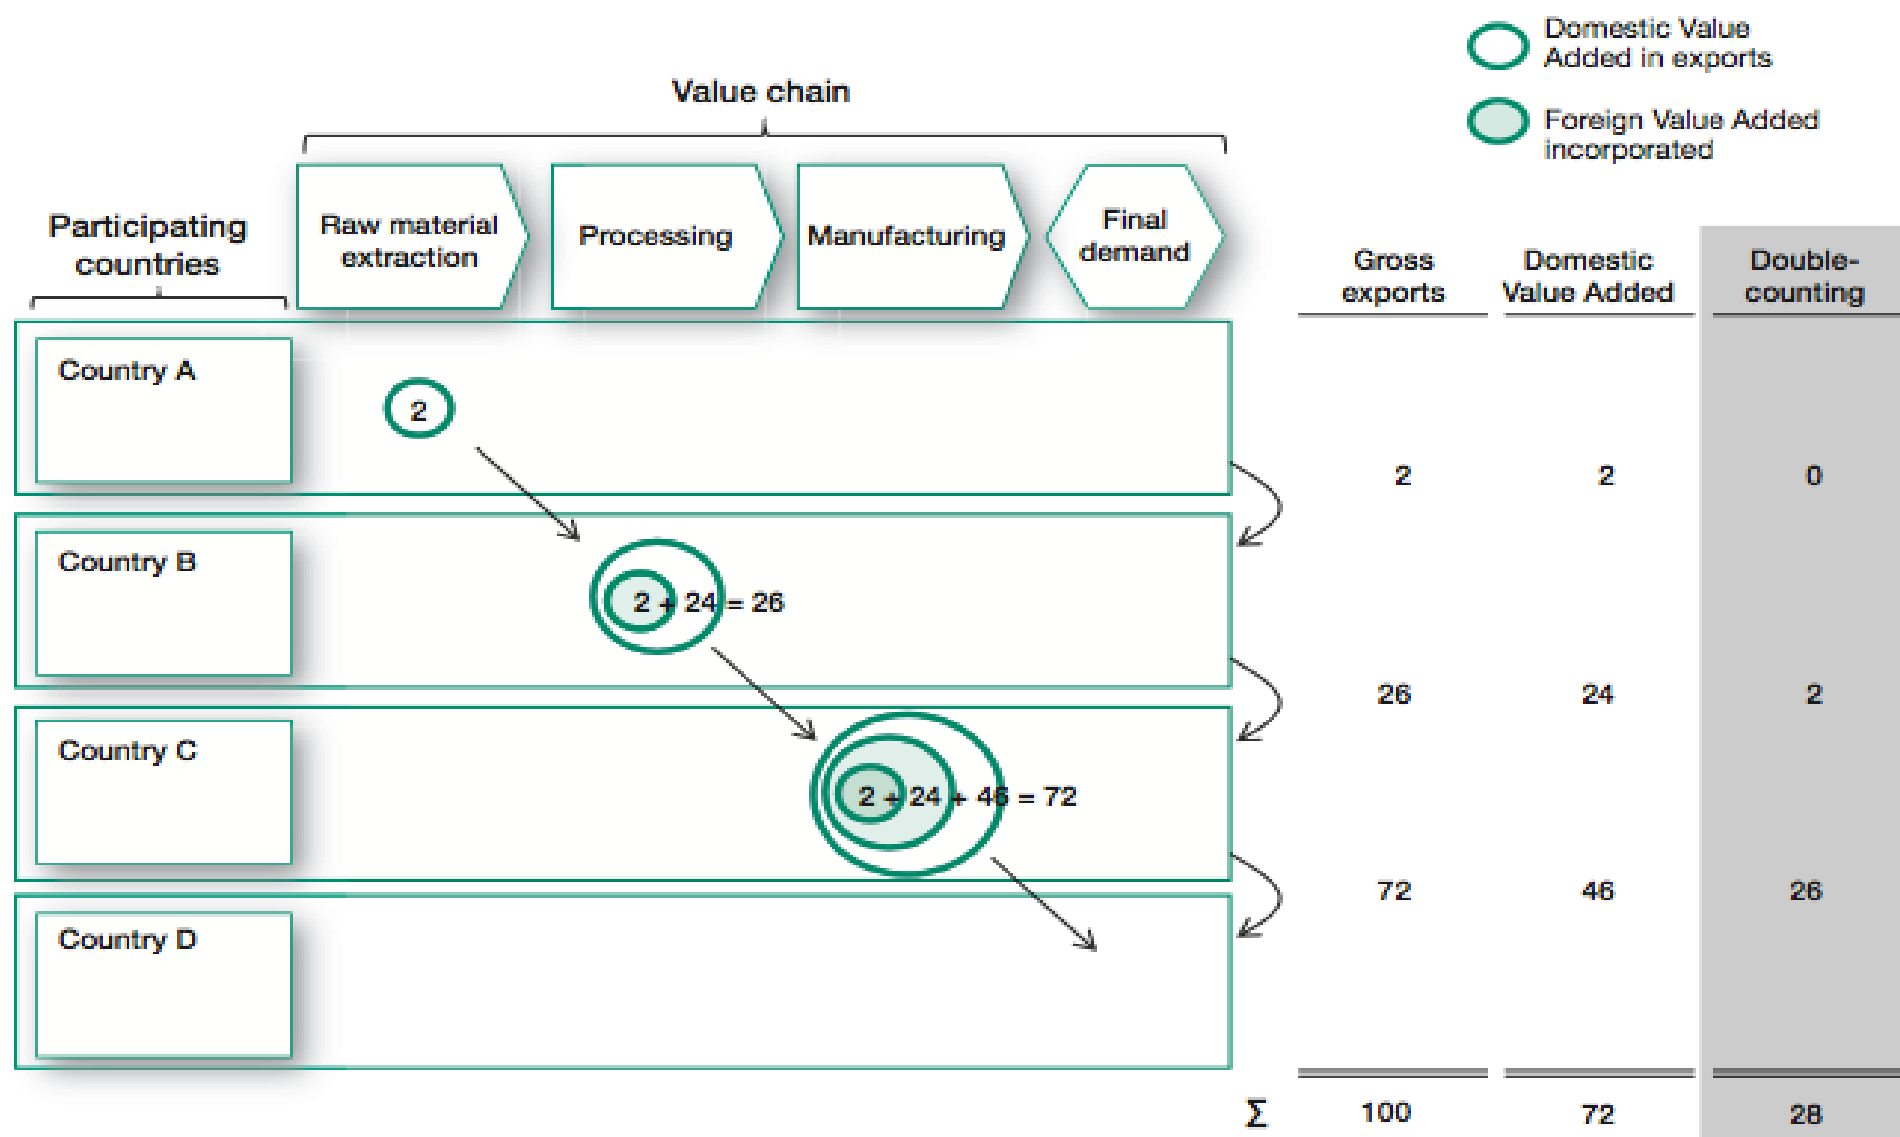 Domestic Value
Added in exports
Foreign Value Added
incorporated
Value chain
Participating
countries
Raw material
extraction
Processing
Manufacturing
Final
demand
Gross
exports
Domestic
Value Added
Double-
counting
Country A
2
2 2 0
Country B
2 + 24 = 26
26 24 2
Country C
2 + 24 + 46 = 72
72 46 26
Country D
Σ 100 72 28